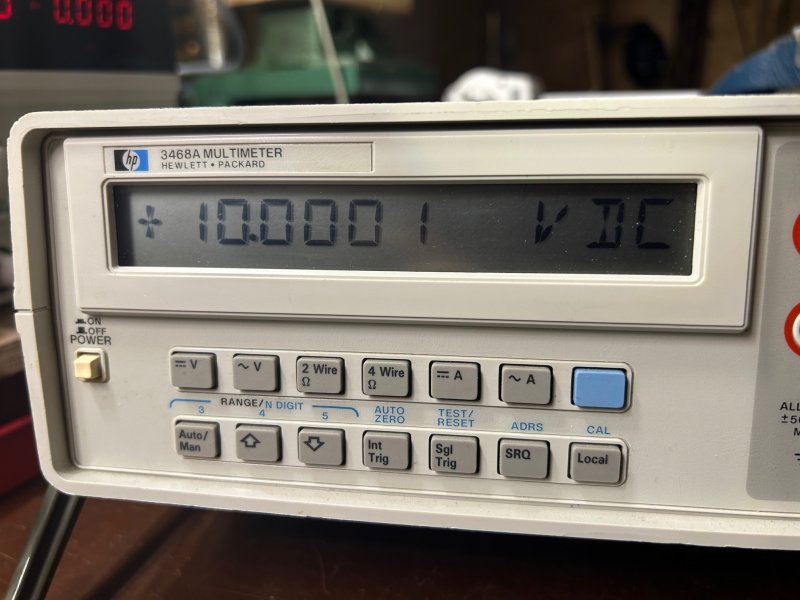 0.000
hp
3468A MULTIMETER
HEWLETT • PACKARD
+10.0001 V DC
ON
OFF
POWER
V
~ V
2 Wire
Ω
4 Wire
Ω
A
~ A
RANGE/N DIGIT
3 4 5
AUTO
ZERO
TEST/
RESET
ADRS
CAL
Auto/
Man
Int
Trig
Sgl
Trig
SRQ
Local
ALL